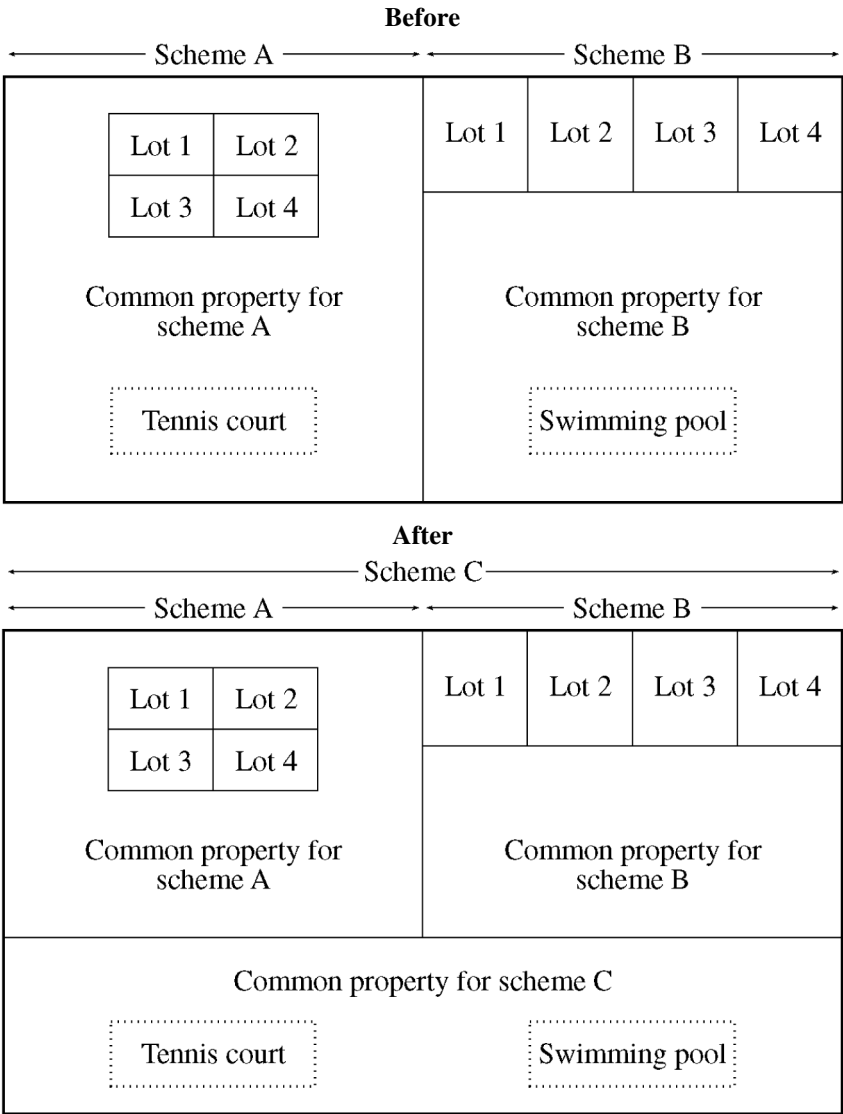 Before
Scheme A Scheme B
Lot 1 Lot 2 Lot 1 Lot 2 Lot 3 Lot 4
Lot 3 Lot 4
Common property for scheme A
Common property for scheme B
Tennis court Swimming pool
After
Scheme C
Scheme A Scheme B
Lot 1 Lot 2 Lot 1 Lot 2 Lot 3 Lot 4
Lot 3 Lot 4
Common property for scheme A
Common property for scheme B
Common property for scheme C
Tennis court Swimming pool